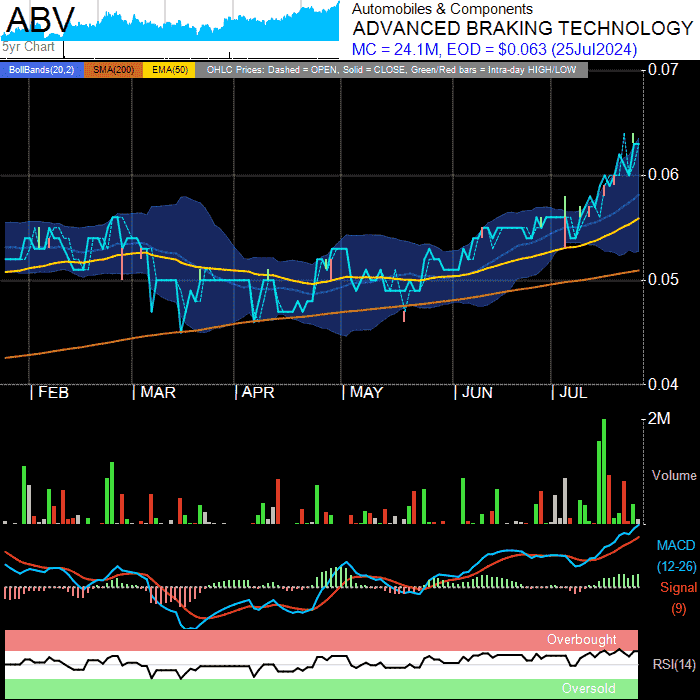 ABV
5yr Chart
Automobiles & Components
ADVANCED BRAKING TECHNOLOGY
MC = 24.1M, EOD = $0.063 (25Jul2024)
BollBands(20,2) SMA(200) EMA(50) OHLC Prices: Dashed = OPEN, Solid = CLOSE, Green/Red bars = Intra-day HIGH/LOW
0.07
0.06
0.05
0.04
FEB MAR APR MAY JUN JUL
2M
Volume
MACD
(12-26)
Signal
(9)
Overbought
RSI(14)
Oversold